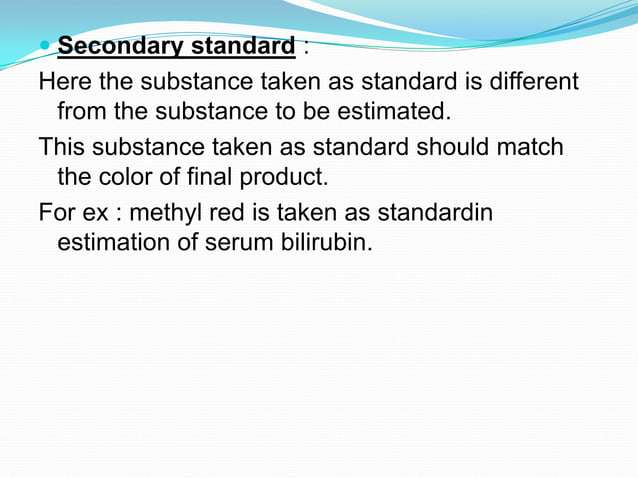 Secondary standard :
Here the substance taken as standard is different
from the substance to be estimated.
This substance taken as standard should match
the color of final product.
For ex : methyl red is taken as standardin
estimation of serum bilirubin.